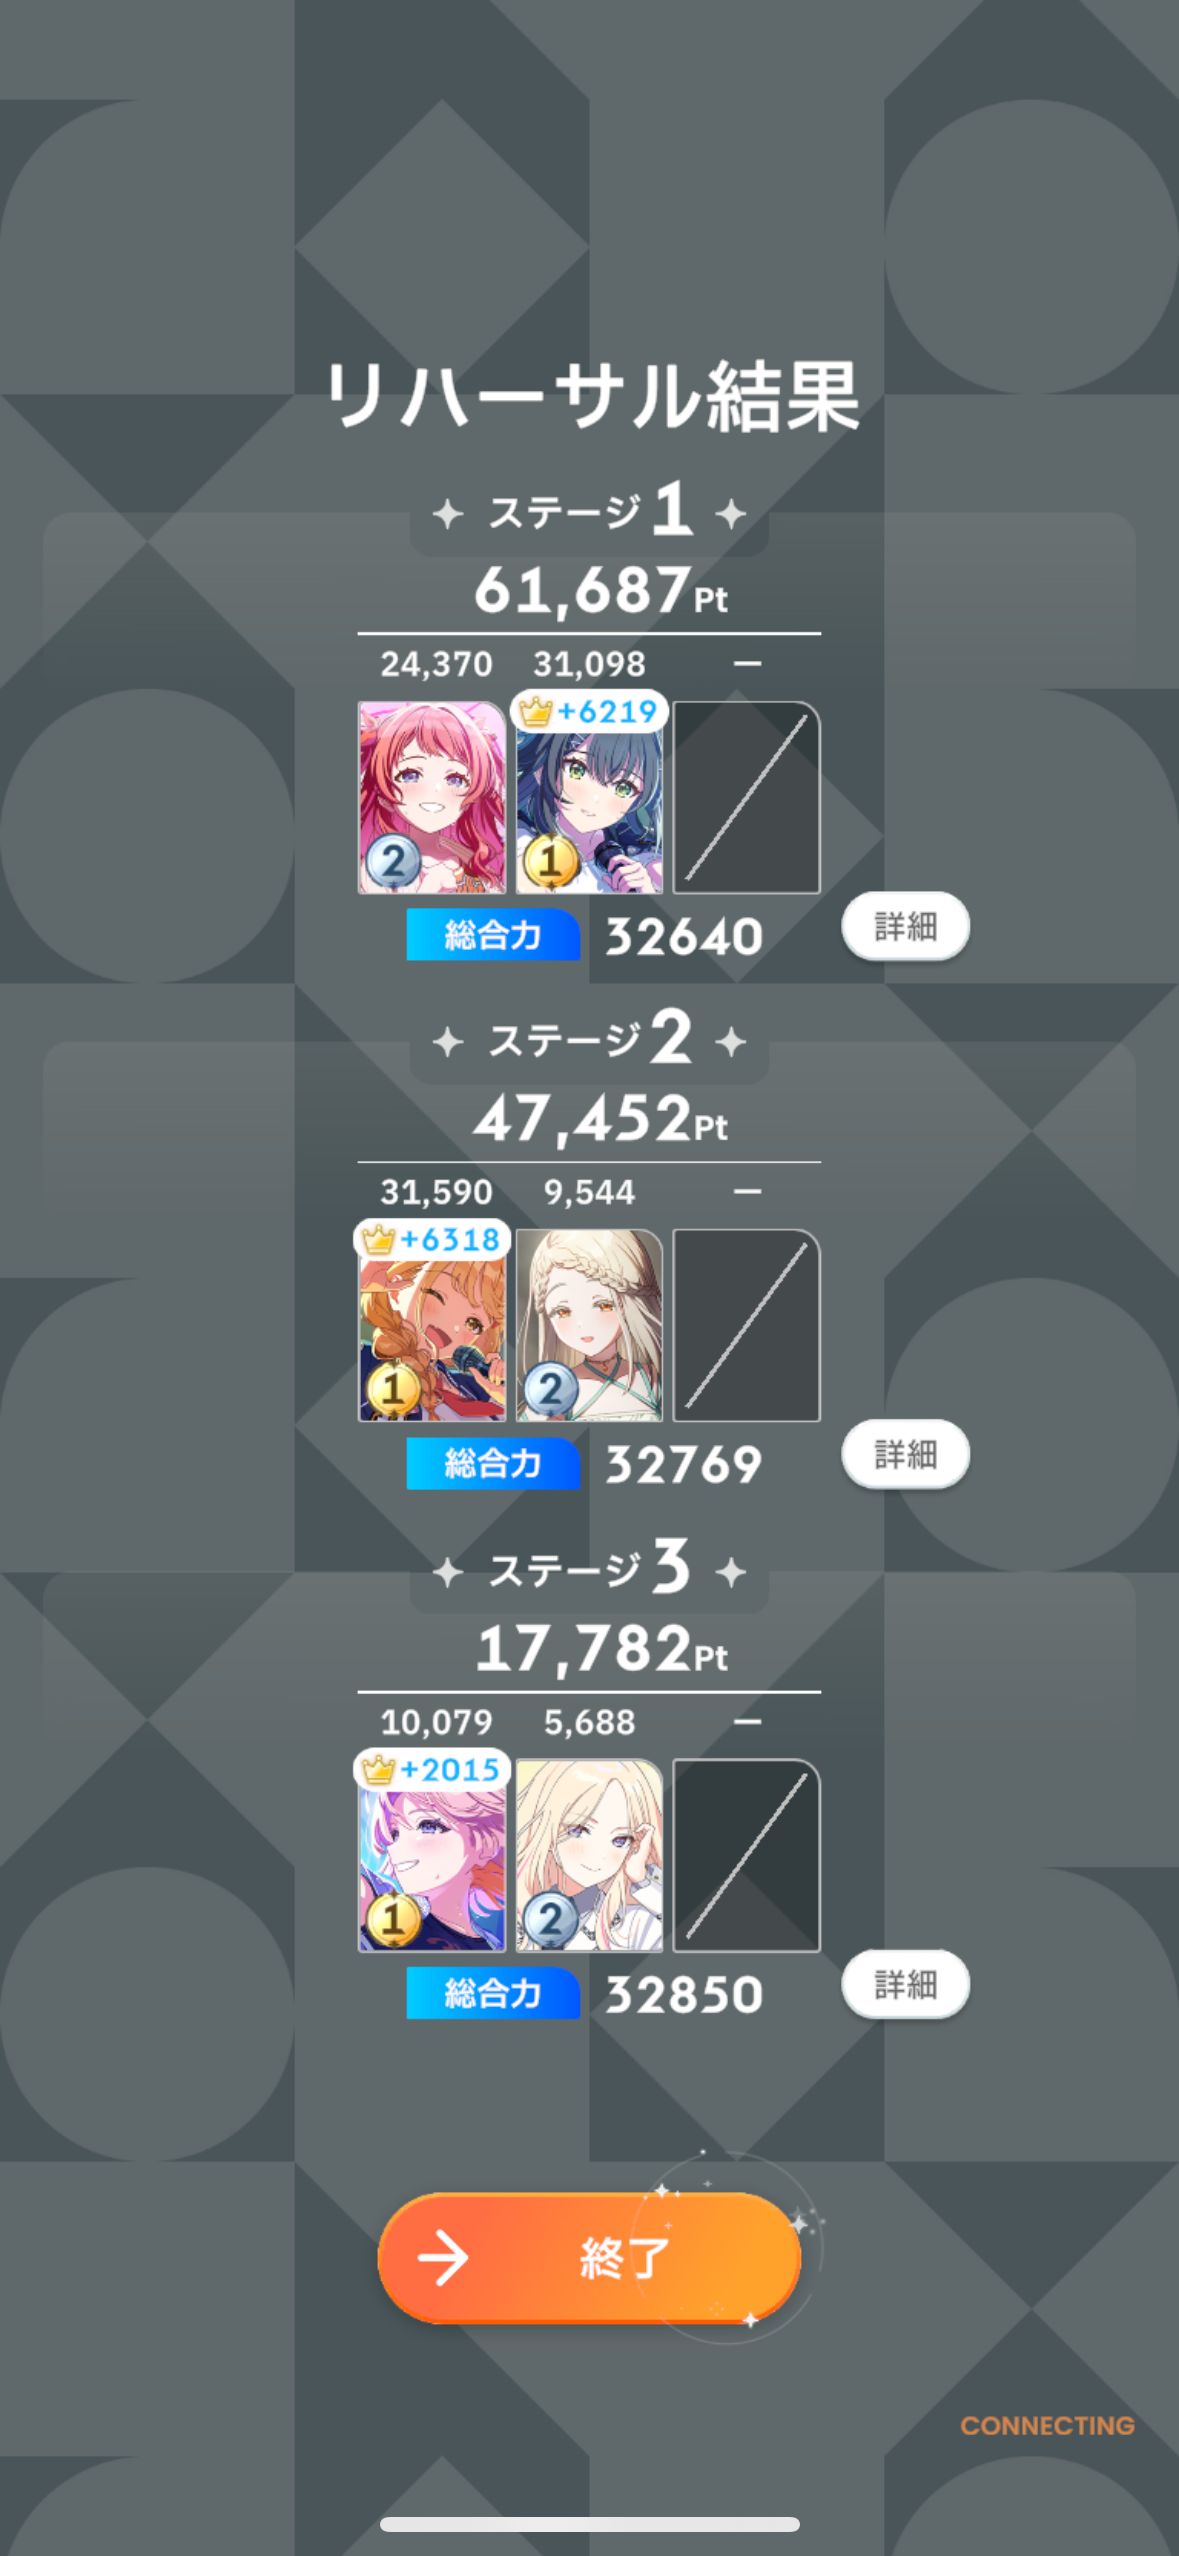 リハーサル結果
ステージ1
61,687Pt
24,370 31,098 —
+6219
2 1
総合力 32640 詳細
ステージ2
47,452Pt
31,590 9,544 —
+6318
1 2
総合力 32769 詳細
ステージ3
17,782Pt
10,079 5,688 —
+2015
1 2
総合力 32850 詳細
終了
CONNECTING